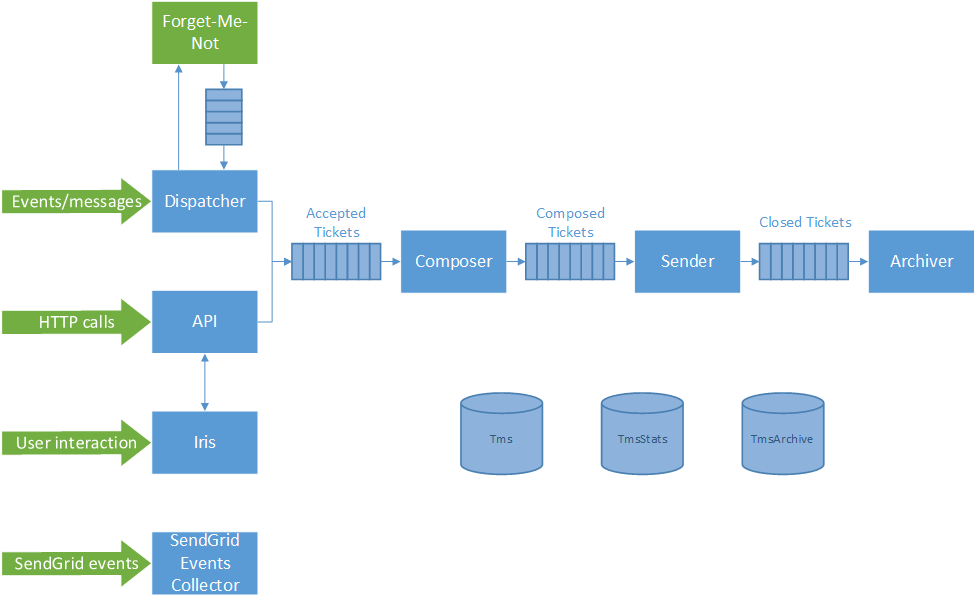 Forget-Me-
Not
Events/messages
Dispatcher
Accepted
Tickets
Composed
Tickets
Closed Tickets
Composer
Sender
Archiver
HTTP calls
API
User interaction
Iris
Tms
TmsStats
TmsArchive
SendGrid events
SendGrid
Events
Collector